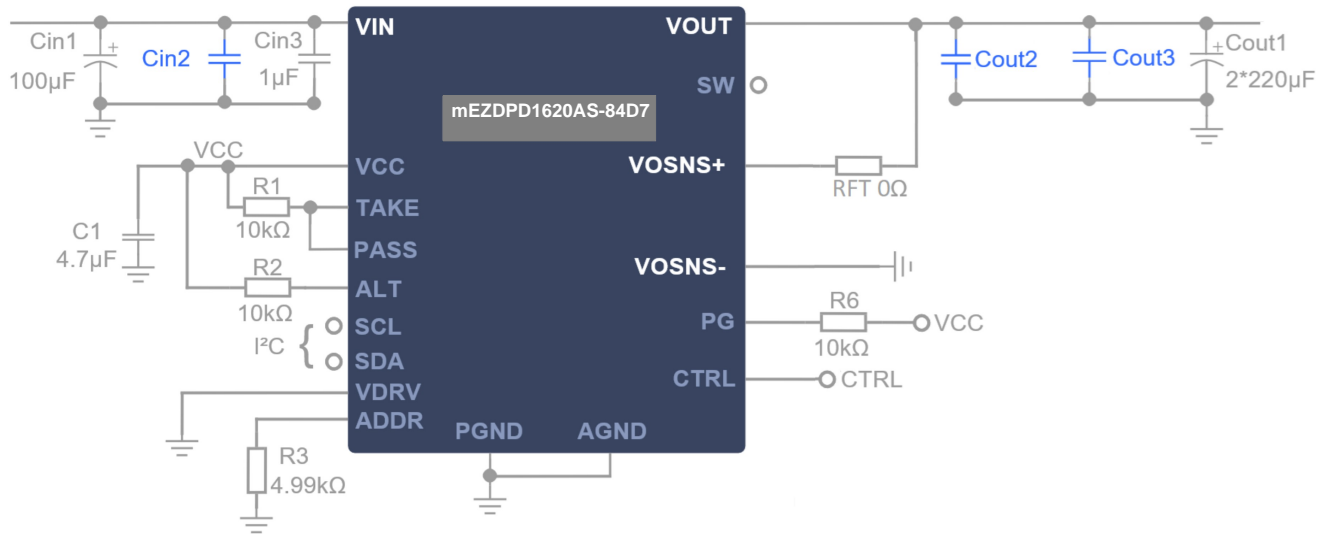 VIN
VOUT
Cin1
+
100µF
Cin2
Cin3
1µF
Cout2
Cout3
+
Cout1
2*220µF
SW
mEZDPD1620AS-84D7
VCC
VCC
VOSNS+
RFT 0Ω
R1
10kΩ
TAKE
C1
4.7µF
PASS
R2
10kΩ
ALT
VOSNS-
I²C
{
SCL
SDA
PG
R6
10kΩ
VCC
VDRV
CTRL
CTRL
ADDR
PGND
AGND
R3
4.99kΩ